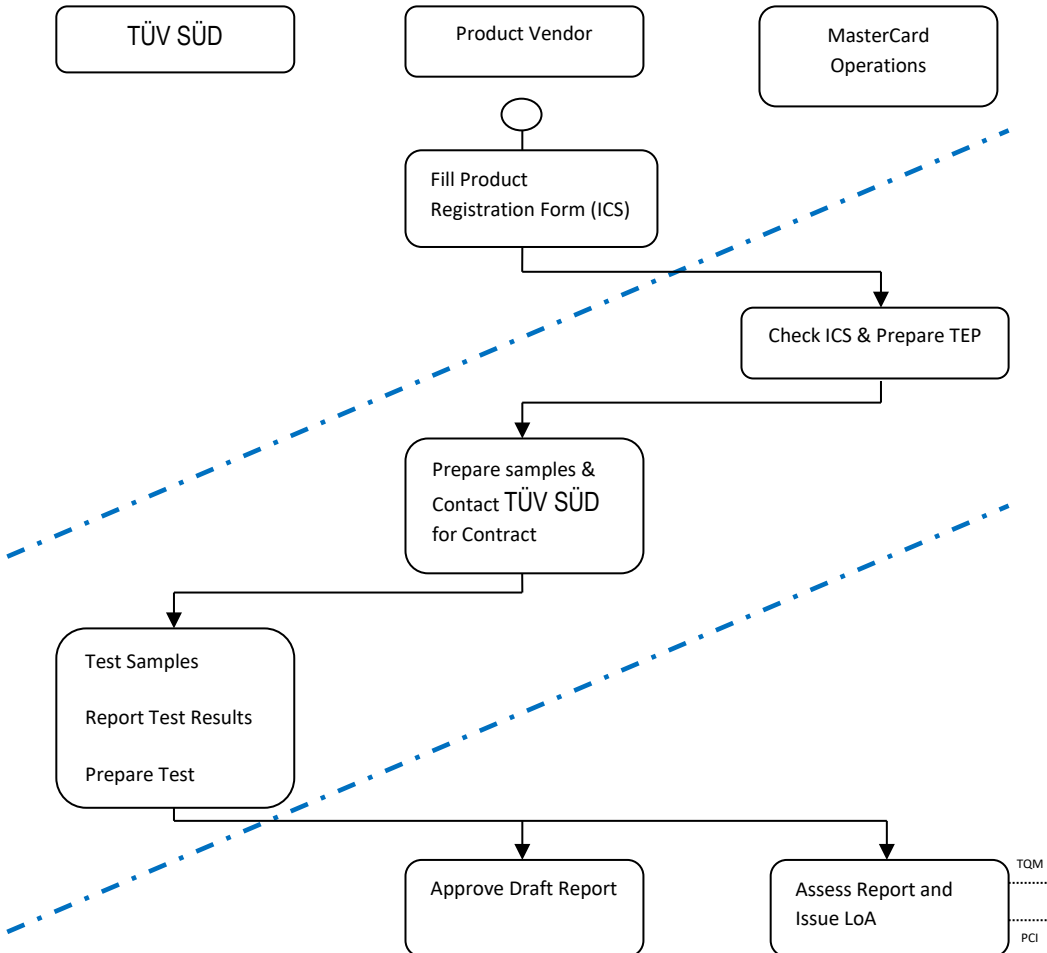 TÜV SÜD
Product Vendor
MasterCard
Operations
Fill Product
Registration Form (ICS)
Check ICS & Prepare TEP
Prepare samples &
Contact TÜV SÜD
for Contract
Test Samples
Report Test Results
Prepare Test
Approve Draft Report
Assess Report and
Issue LoA
TQM
PCI